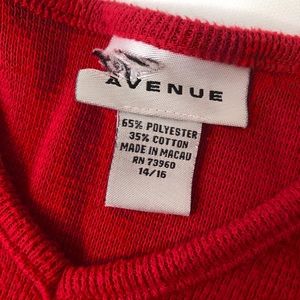 AVENUE
65% POLYESTER
35% COTTON
MADE IN MACAU
RN 73960
14/16